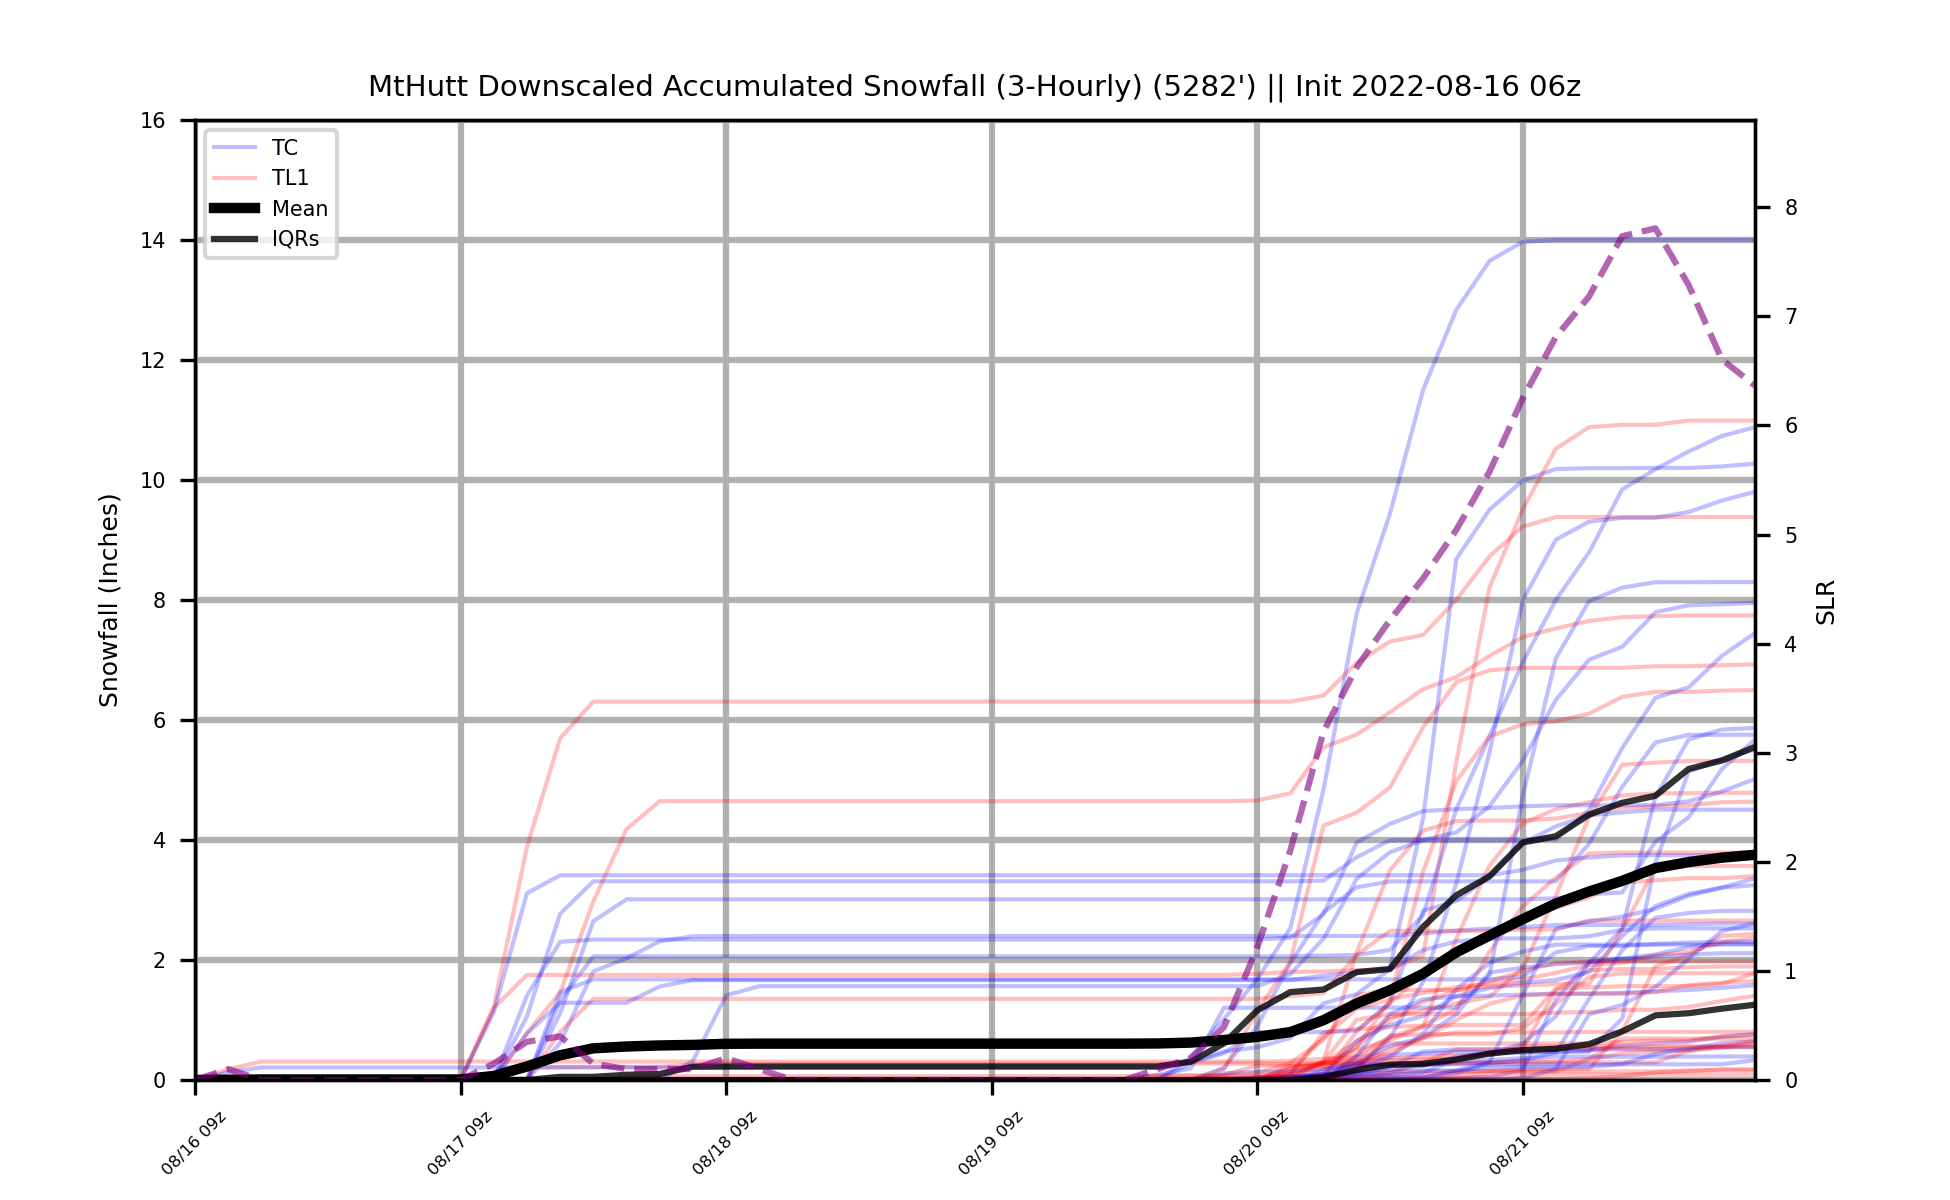 MtHutt Downscaled Accumulated Snowfall (3-Hourly) (5282') || Init 2022-08-16 06z
TC
TL1
Mean
IQRs
Snowfall (Inches)
16
14
12
10
8
6
4
2
0
8
7
6
5
4
3
2
1
0
SLR
08/16 09z
08/17 09z
08/18 09z
08/19 09z
08/20 09z
08/21 09z